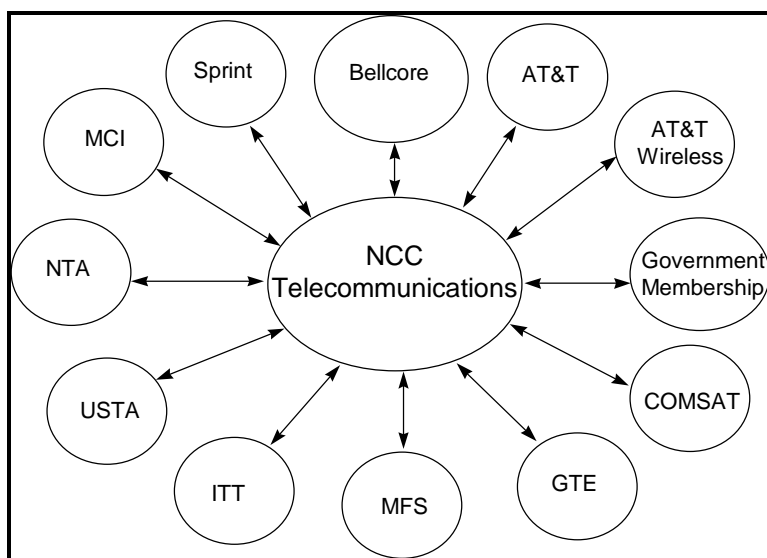 Sprint
Bellcore
AT&T
MCI
AT&T
Wireless
NTA
NCC
Telecommunications
Government
Membership
USTA
COMSAT
ITT
MFS
GTE